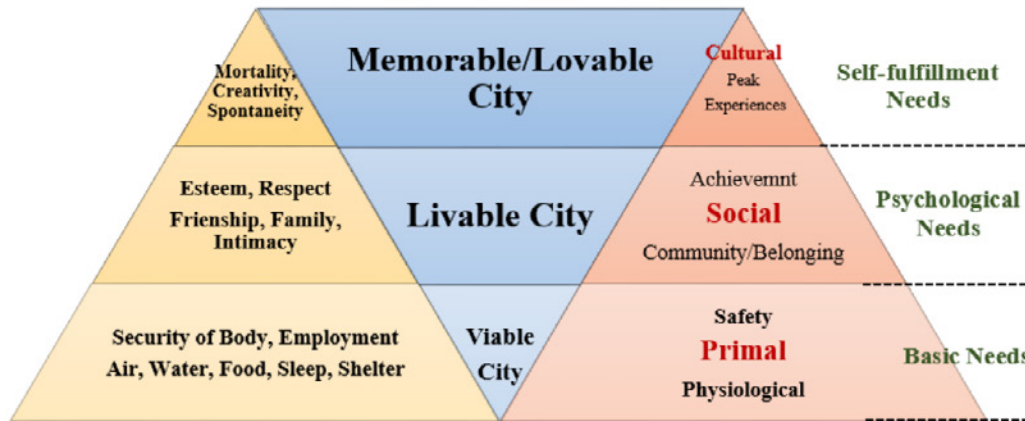 Mortality,
Creativity,
Spontaneity
Memorable/Lovable
City
Cultural
Peak
Experiences
Self-fulfillment
Needs
Esteem, Respect
Frienship, Family,
Intimacy
Livable City
Achievemnt
Social
Community/Belonging
Psychological
Needs
Security of Body, Employment
Air, Water, Food, Sleep, Shelter
Viable
City
Safety
Primal
Physiological
Basic Needs